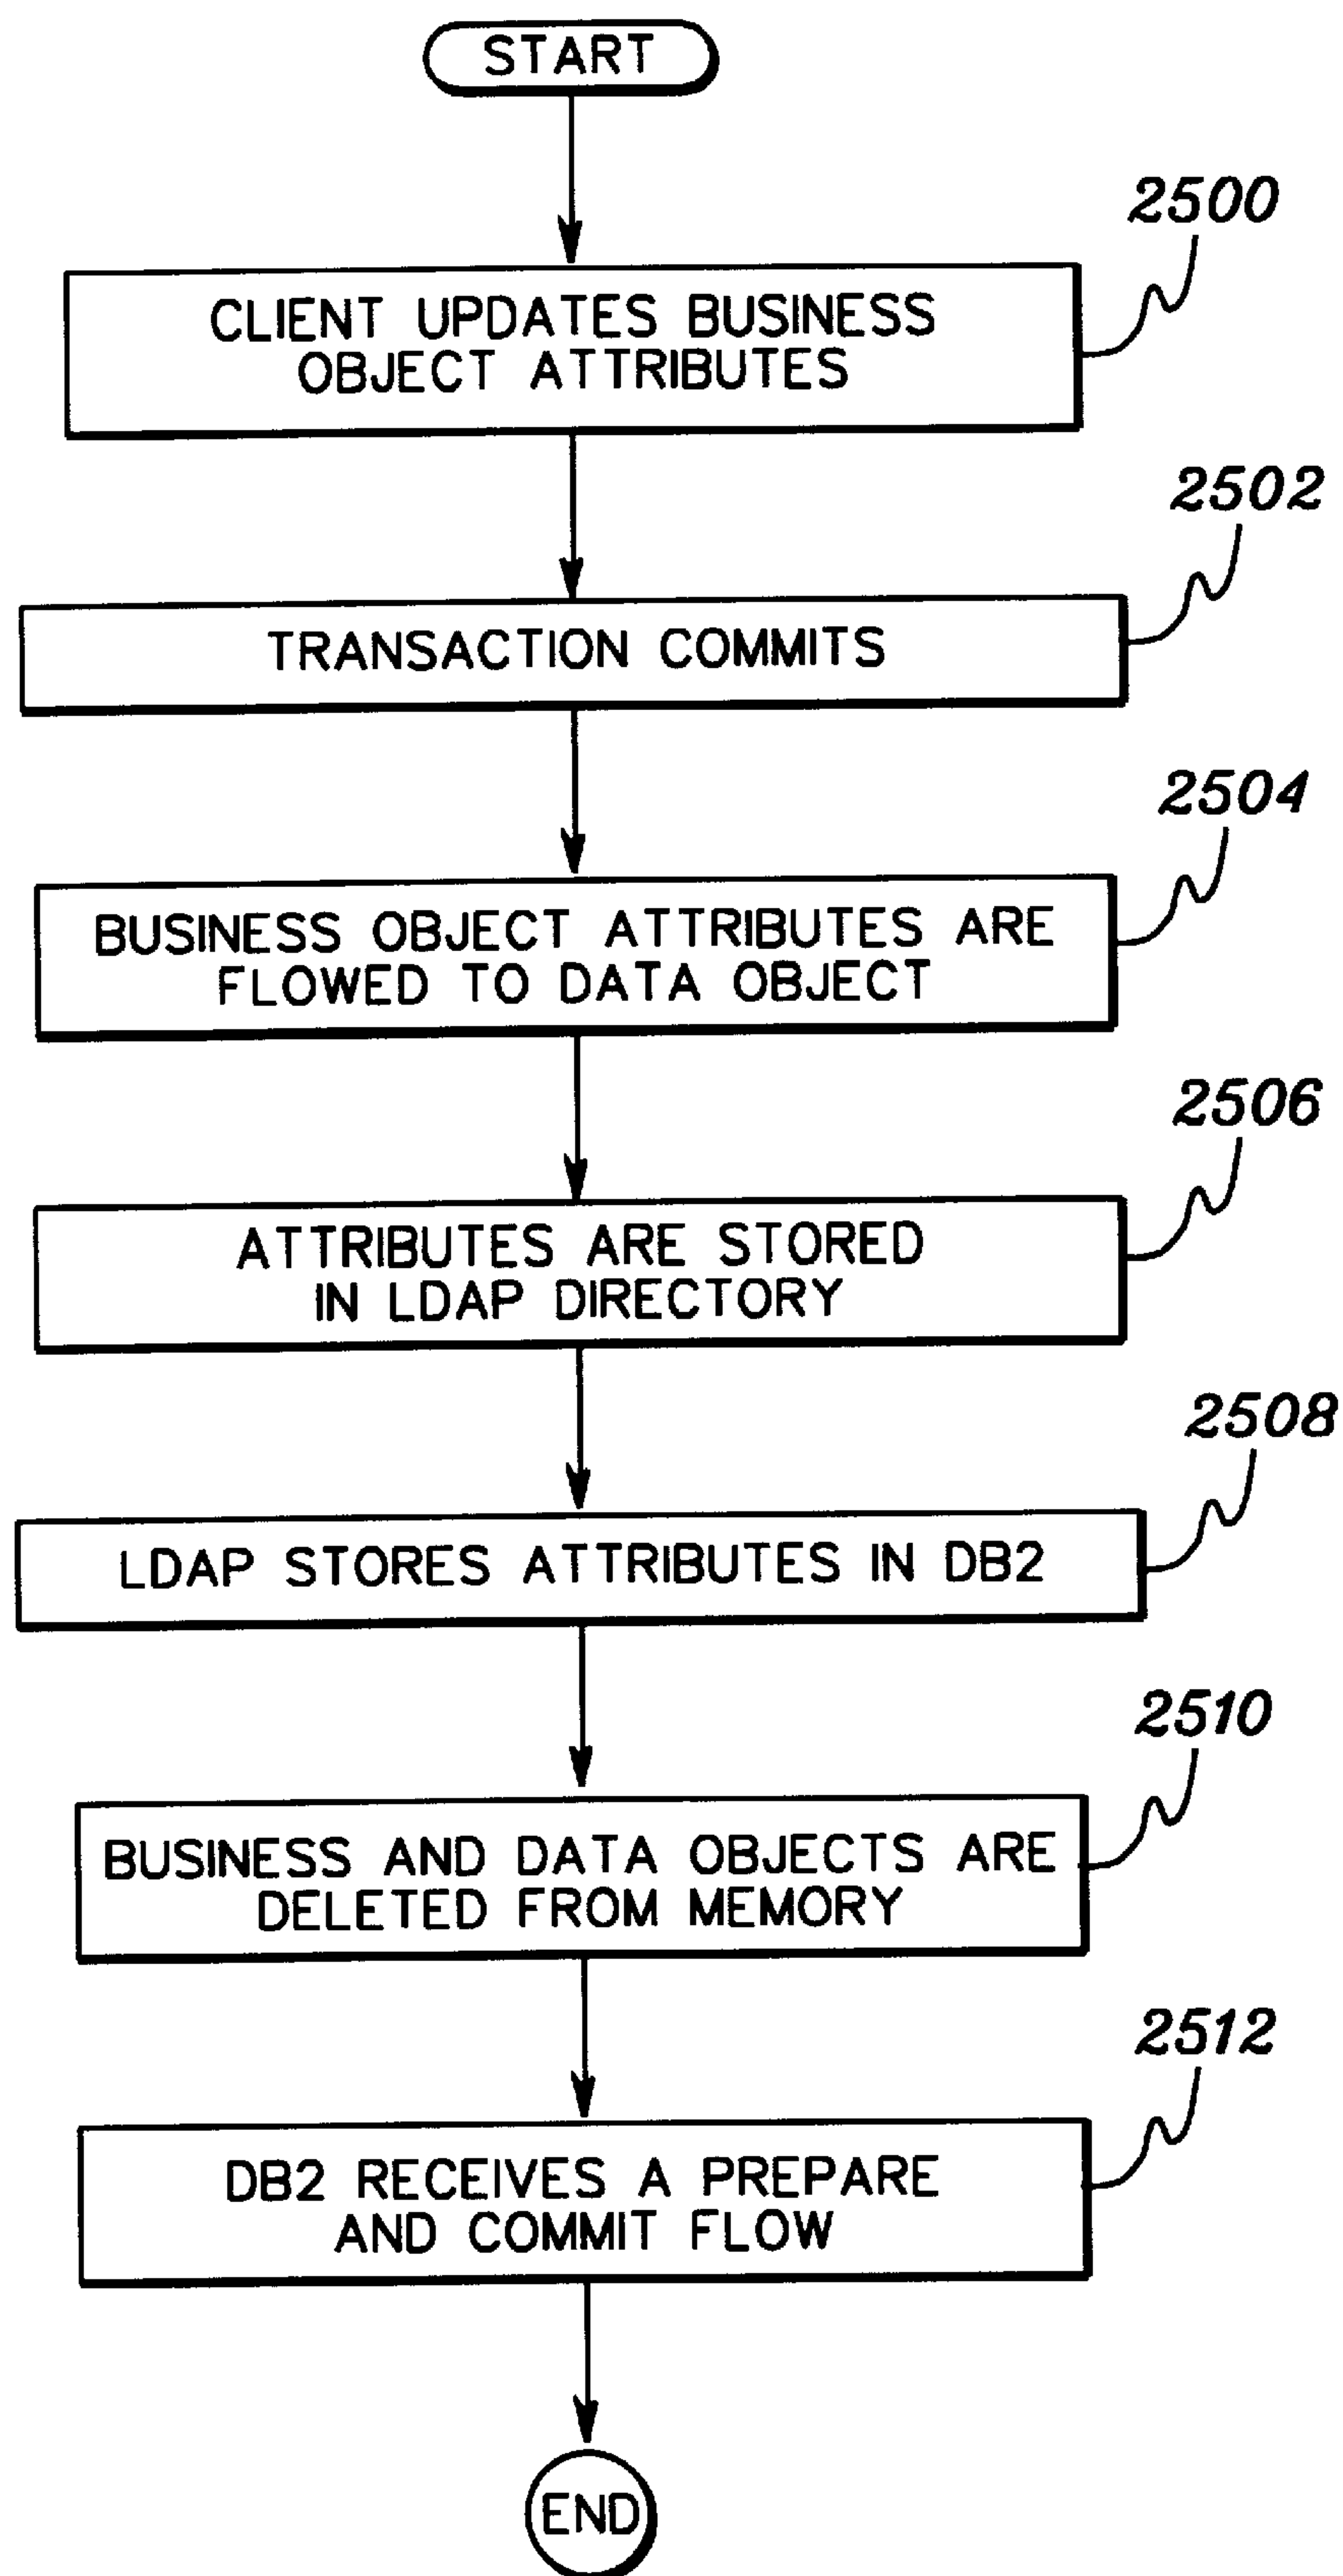 START
2500
CLIENT UPDATES BUSINESS
OBJECT ATTRIBUTES
2502
TRANSACTION COMMITS
2504
BUSINESS OBJECT ATTRIBUTES ARE
FLOWED TO DATA OBJECT
2506
ATTRIBUTES ARE STORED
IN LDAP DIRECTORY
2508
LDAP STORES ATTRIBUTES IN DB2
2510
BUSINESS AND DATA OBJECTS ARE
DELETED FROM MEMORY
2512
DB2 RECEIVES A PREPARE
AND COMMIT FLOW
END